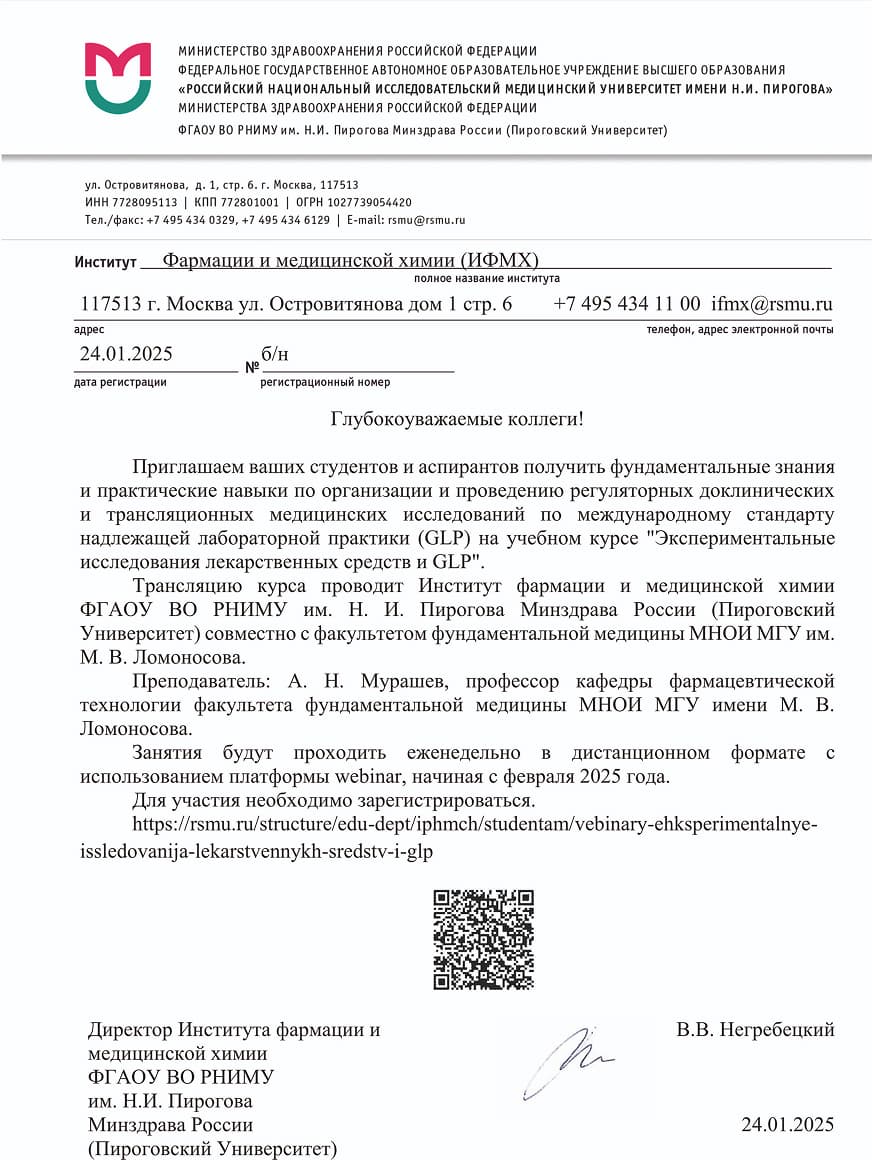 МИНИСТЕРСТВО ЗДРАВООХРАНЕНИЯ РОССИЙСКОЙ ФЕДЕРАЦИИ
ФЕДЕРАЛЬНОЕ ГОСУДАРСТВЕННОЕ АВТОНОМНОЕ ОБРАЗОВАТЕЛЬНОЕ УЧРЕЖДЕНИЕ ВЫСШЕГО ОБРАЗОВАНИЯ
«РОССИЙСКИЙ НАЦИОНАЛЬНЫЙ ИССЛЕДОВАТЕЛЬСКИЙ МЕДИЦИНСКИЙ УНИВЕРСИТЕТ ИМЕНИ Н.И. ПИРОГОВА»
МИНИСТЕРСТВА ЗДРАВООХРАНЕНИЯ РОССИЙСКОЙ ФЕДЕРАЦИИ
ФГАОУ ВО РНИМУ им. Н.И. Пирогова Минздрава России (Пироговский Университет)
ул. Островитянова, д. 1, стр. 6. г. Москва, 117513
ИНН 7728095113 | КПП 772801001 | ОГРН 1027739054420
Тел./факс: +7 495 434 0329, +7 495 434 6129 | E-mail: rsmu@rsmu.ru
Институт Фармации и медицинской химии (ИФМХ)
полное название института
117513 г. Москва ул. Островитянова дом 1 стр. 6 +7 495 434 11 00 ifmx@rsmu.ru
адрес телефон, адрес электронной почты
24.01.2025 № б/н
дата регистрации регистрационный номер
Глубокоуважаемые коллеги!
Приглашаем ваших студентов и аспирантов получить фундаментальные знания
и практические навыки по организации и проведению регуляторных доклинических
и трансляционных медицинских исследований по международному стандарту
надлежащей лабораторной практики (GLP) на учебном курсе "Экспериментальные
исследования лекарственных средств и GLP".
Трансляцию курса проводит Институт фармации и медицинской химии
ФГАОУ ВО РНИМУ им. Н. И. Пирогова Минздрава России (Пироговский
Университет) совместно с факультетом фундаментальной медицины МНОИ МГУ им.
М. В. Ломоносова.
Преподаватель: А. Н. Мурашев, профессор кафедры фармацевтической
технологии факультета фундаментальной медицины МНОИ МГУ имени М. В.
Ломоносова.
Занятия будут проходить еженедельно в дистанционном формате с
использованием платформы webinar, начиная с февраля 2025 года.
Для участия необходимо зарегистрироваться.
https://rsmu.ru/structure/edu-dept/iphmch/studentam/vebinary-ehksperimentalnye-
issledovanija-lekarstvennykh-sredstv-i-glp
Директор Института фармации и В.В. Негребецкий
медицинской химии
ФГАОУ ВО РНИМУ
им. Н.И. Пирогова
Минздрава России 24.01.2025
(Пироговский Университет)